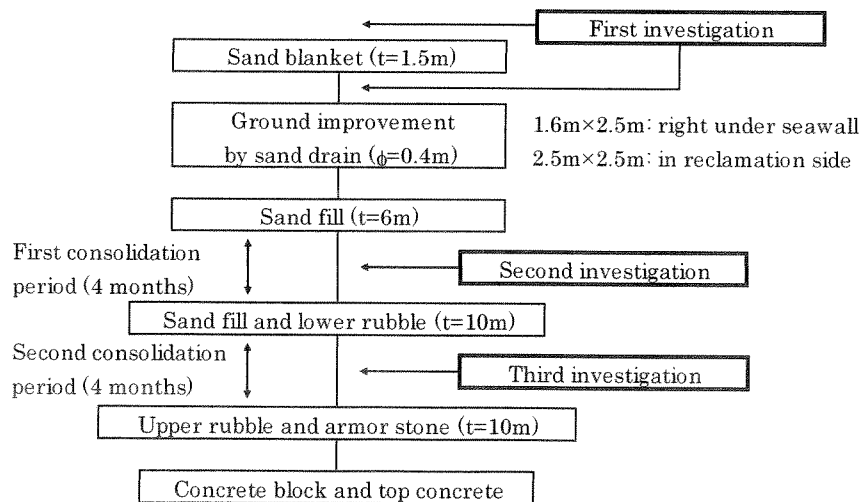 First investigation
Sand blanket (t=1.5m)
Ground improvement
by sand drain (ϕ=0.4m)
1.6m×2.5m: right under seawall
2.5m×2.5m: in reclamation side
Sand fill (t=6m)
First consolidation
period (4 months)
Second investigation
Sand fill and lower rubble (t=10m)
Second consolidation
period (4 months)
Third investigation
Upper rubble and armor stone (t=10m)
Concrete block and top concrete